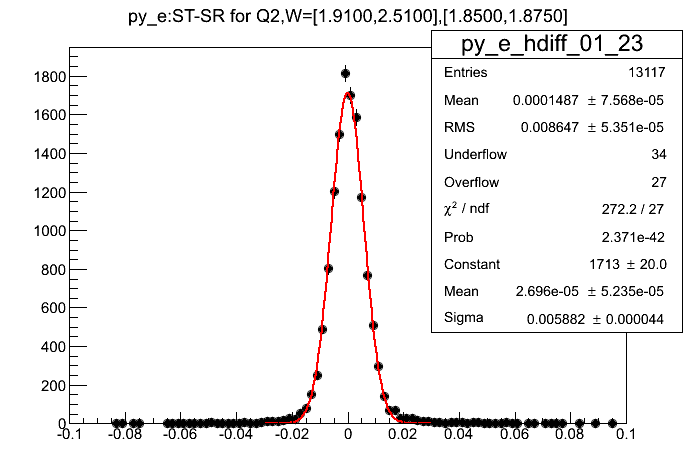 py_e:ST-SR for Q2,W=[1.9100,2.5100],[1.8500,1.8750]
py_e_hdiff_01_23
Entries 13117
Mean 0.0001487 ± 7.568e-05
RMS 0.008647 ± 5.351e-05
Underflow 34
Overflow 27
χ² / ndf 272.2 / 27
Prob 2.371e-42
Constant 1713 ± 20.0
Mean 2.696e-05 ± 5.235e-05
Sigma 0.005882 ± 0.000044
1800
1600
1400
1200
1000
800
600
400
200
0
-0.1 -0.08 -0.06 -0.04 -0.02 0 0.02 0.04 0.06 0.08 0.1